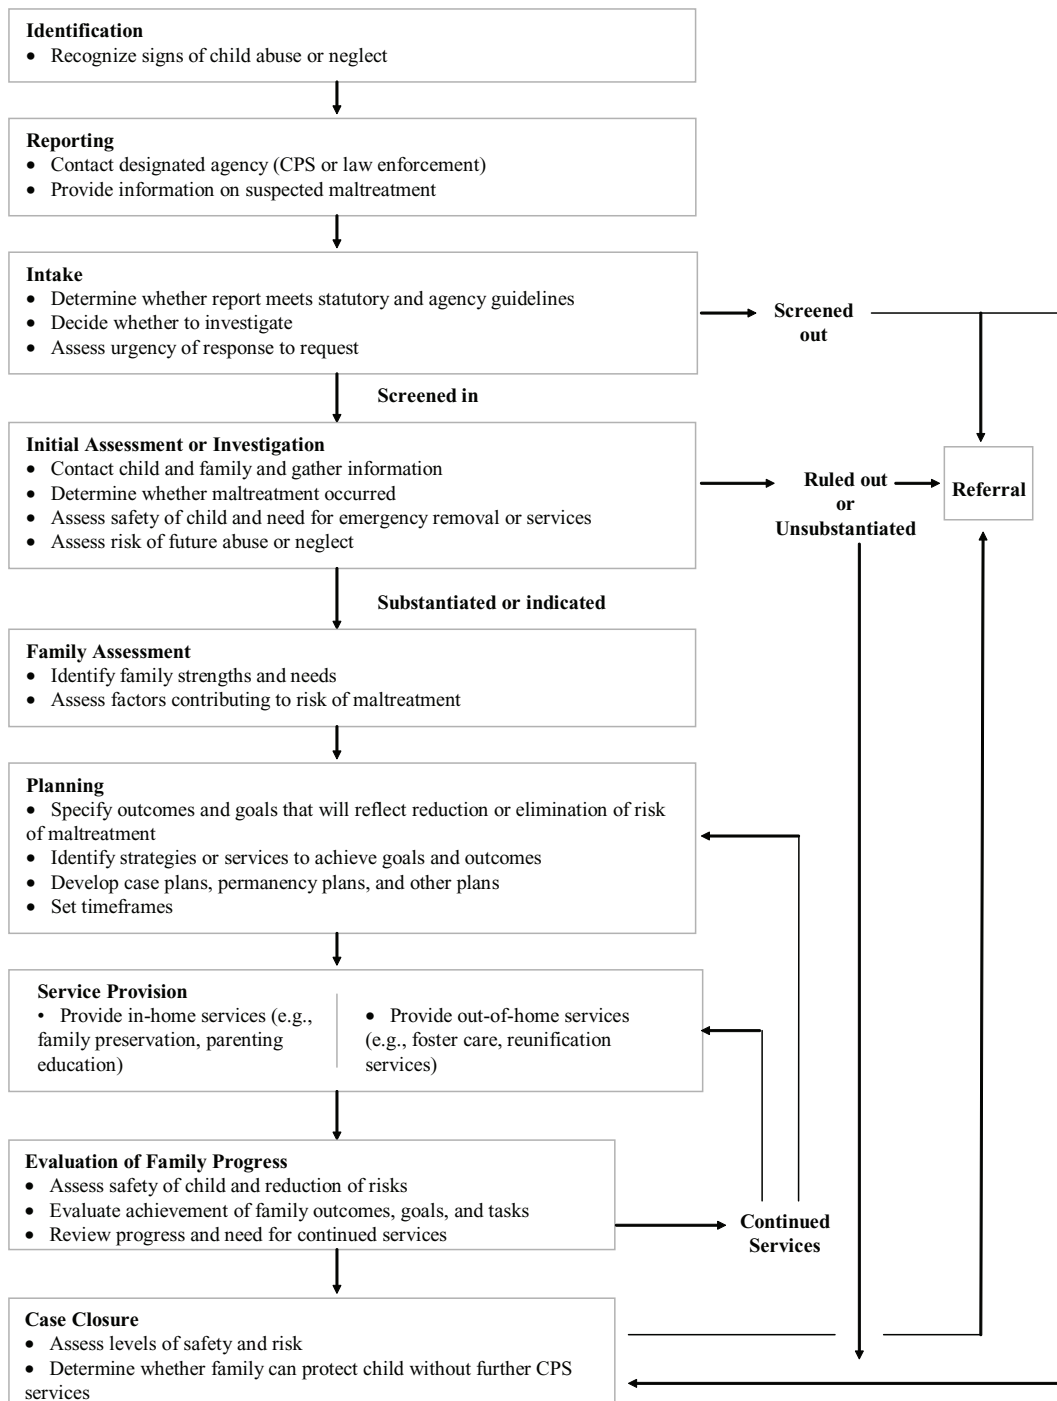 Identification
• Recognize signs of child abuse or neglect
Reporting
• Contact designated agency (CPS or law enforcement)
• Provide information on suspected maltreatment
Intake
• Determine whether report meets statutory and agency guidelines
• Decide whether to investigate
• Assess urgency of response to request
Screened
out
Screened in
Initial Assessment or Investigation
• Contact child and family and gather information
• Determine whether maltreatment occurred
• Assess safety of child and need for emergency removal or services
• Assess risk of future abuse or neglect
Ruled out
or
Unsubstantiated
Referral
Substantiated or indicated
Family Assessment
• Identify family strengths and needs
• Assess factors contributing to risk of maltreatment
Planning
• Specify outcomes and goals that will reflect reduction or elimination of risk
of maltreatment
• Identify strategies or services to achieve goals and outcomes
• Develop case plans, permanency plans, and other plans
• Set timeframes
Service Provision
• Provide in-home services (e.g.,
family preservation, parenting
education)
• Provide out-of-home services
(e.g., foster care, reunification
services)
Evaluation of Family Progress
• Assess safety of child and reduction of risks
• Evaluate achievement of family outcomes, goals, and tasks
• Review progress and need for continued services
Continued
Services
Case Closure
• Assess levels of safety and risk
• Determine whether family can protect child without further CPS
services